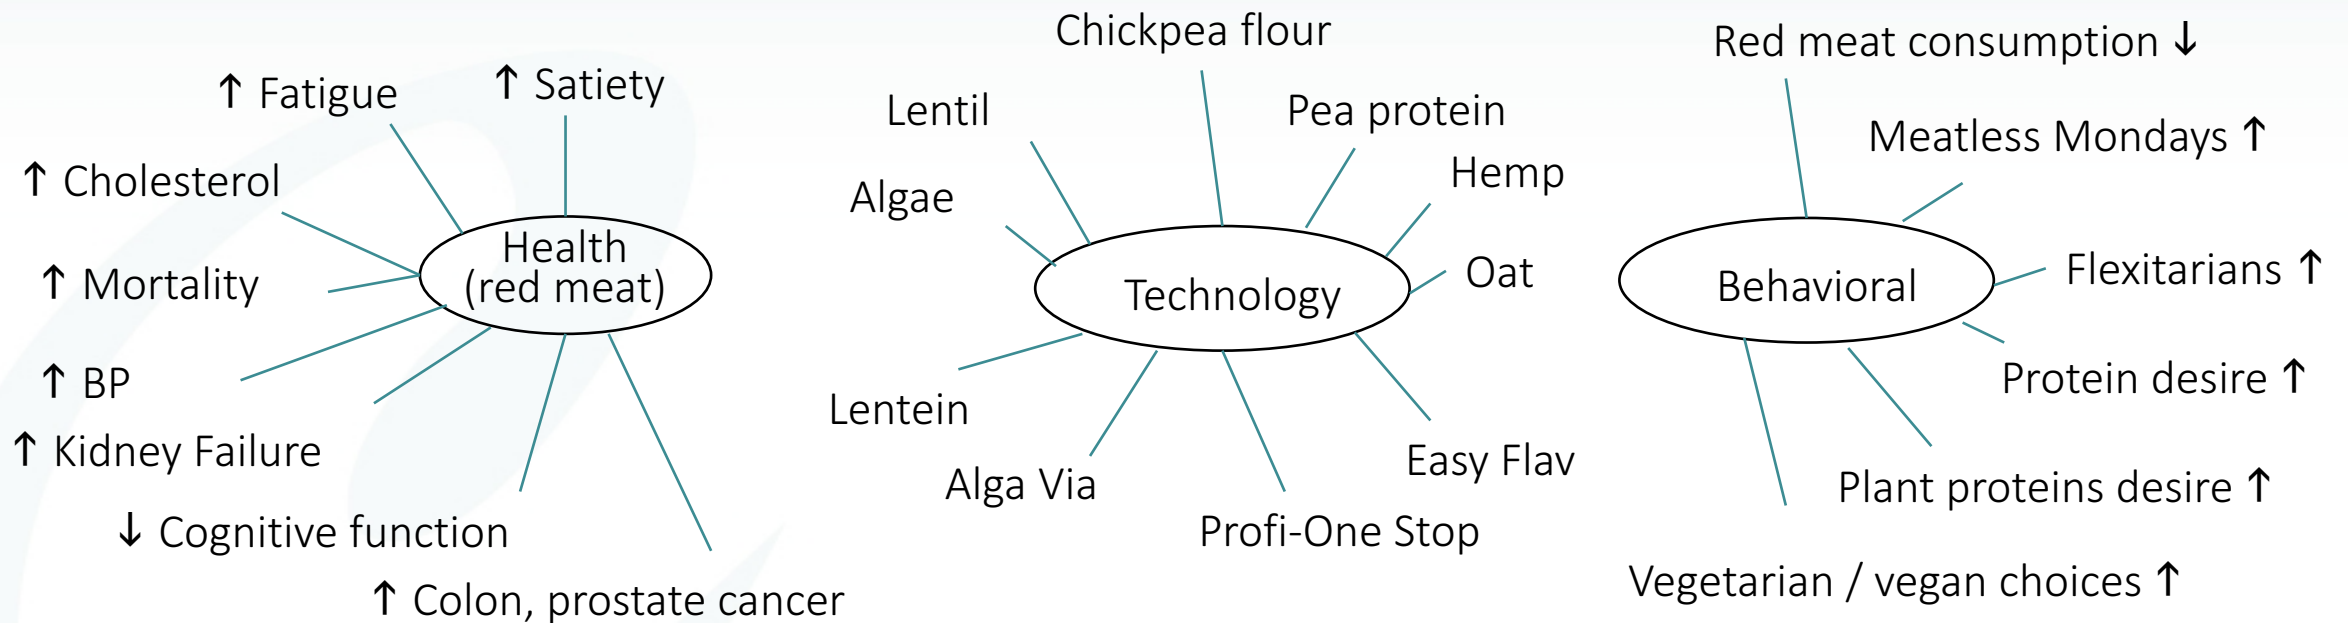 ↑ Fatigue
↑ Satiety
↑ Cholesterol
↑ Mortality
↑ BP
↑ Kidney Failure
↓ Cognitive function
↑ Colon, prostate cancer
Health
(red meat)
Chickpea flour
Lentil
Pea protein
Algae
Hemp
Technology
Oat
Lentein
Alga Via
Profi-One Stop
Easy Flav
Red meat consumption ↓
Meatless Mondays ↑
Behavioral
Flexitarians ↑
Protein desire ↑
Plant proteins desire ↑
Vegetarian / vegan choices ↑